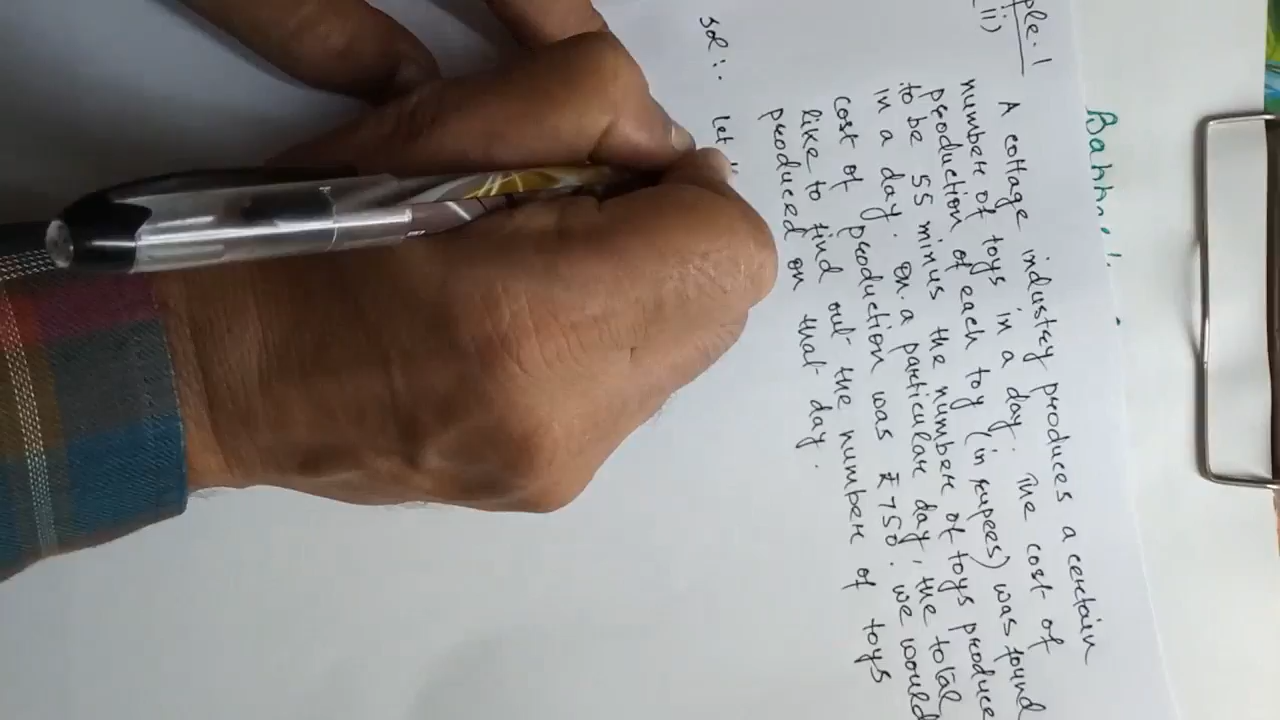 ple.1
ii)
A cottage industry produces a certain
number of toys in a day. The cost of
production of each toy (in rupees) was found
to be 55 minus the number of toys produce
in a day. on.a particular day, the total
cost of production was ₹750. we would
like to find out the number of toys
produced on that day.
Sol:. let